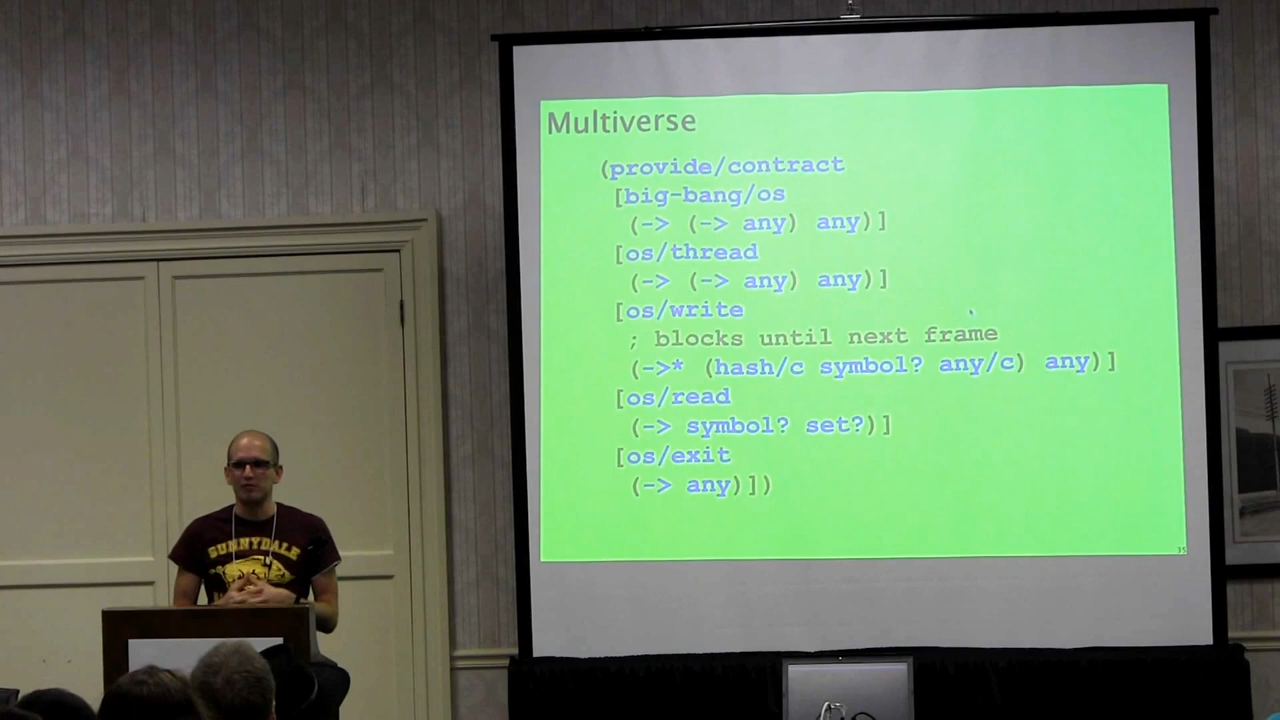 Multiverse
(provide/contract
[big-bang/os
(-> (-> any) any)]
[os/thread
(-> (-> any) any)]
[os/write
; blocks until next frame
(->* (hash/c symbol? any/c) any)]
[os/read
(-> symbol? set?)]
[os/exit
(-> any)])
35
SUNNYDALE